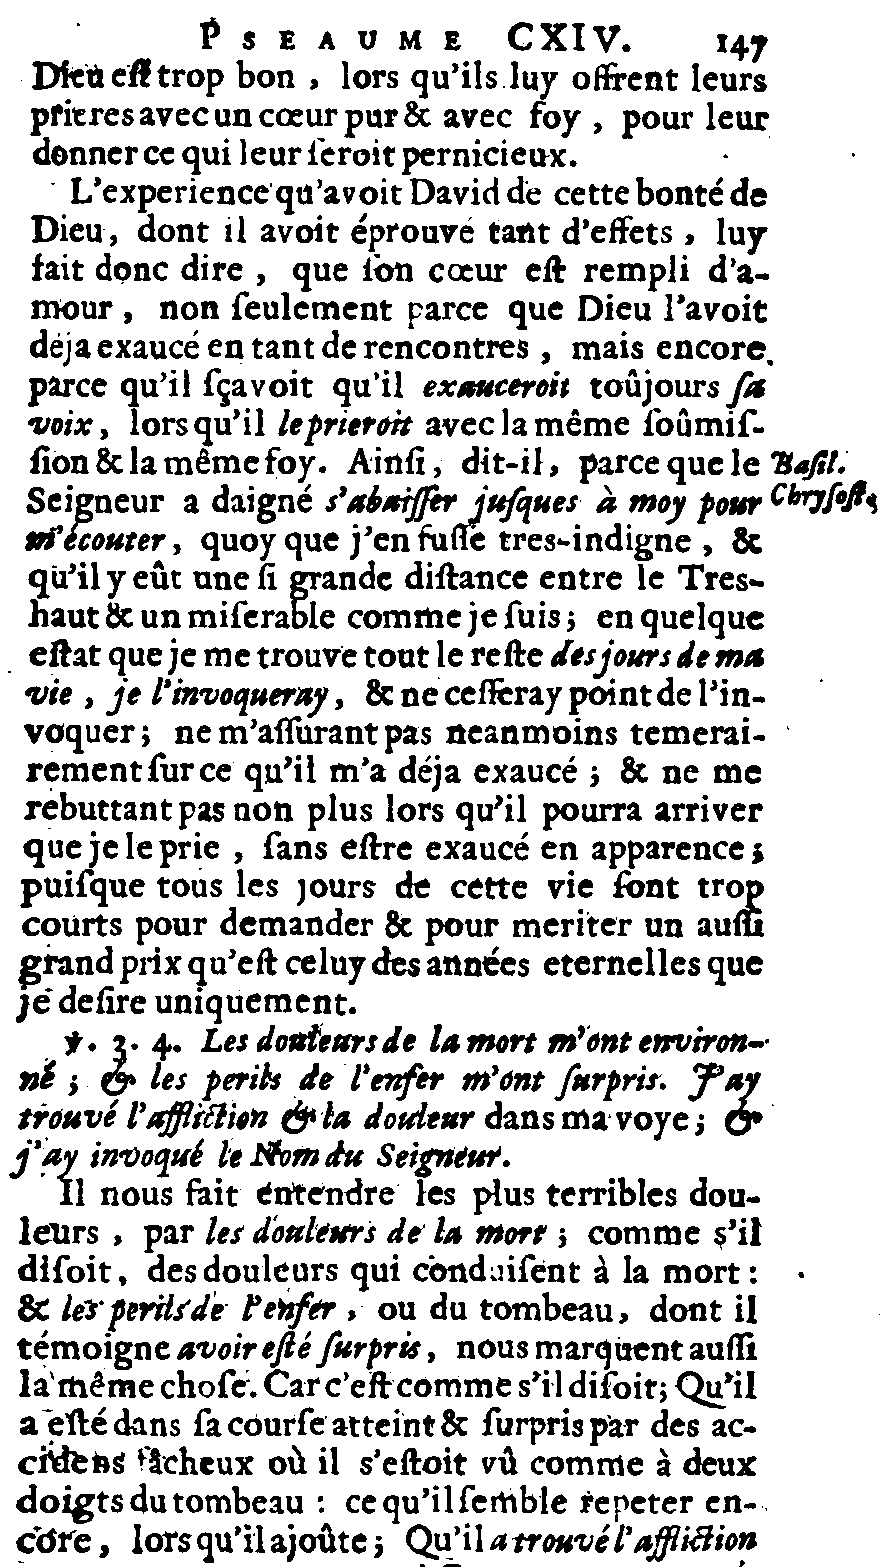 PSEAUME CXIV. 147
Dieu eſt trop bon, lors qu'ils luy offrent leurs
prieres avec un cœur pur & avec foy, pour leur
donner ce qui leur ſeroit pernicieux.
L'experience qu'avoit David de cette bonté de
Dieu, dont il avoit éprouvé tant d'effets, luy
fait donc dire, que ſon cœur eſt rempli d'a-
mour, non ſeulement parce que Dieu l'avoit
déja exaucé en tant de rencontres, mais encore
parce qu'il ſçavoit qu'il exauceroit toûjours ſa
voix, lors qu'il le prieroit avec la même ſoûmiſ-
ſion & la même foy. Ainſi, dit-il, parce que le Baſil.
Seigneur a daigné s'abaiſſer juſques à moy pour Chryſoſt.
m'écouter, quoy que j'en fuſſe tres-indigne, &
qu'il y eût une ſi grande diſtance entre le Tres-
haut & un miſerable comme je ſuis; en quelque
eſtat que je me trouve tout le reſte des jours de ma
vie, je l'invoqueray, & ne ceſſeray point de l'in-
voquer; ne m'aſſurant pas neanmoins temerai-
rement ſur ce qu'il m'a déja exaucé; & ne me
rebuttant pas non plus lors qu'il pourra arriver
que je le prie, ſans eſtre exaucé en apparence;
puiſque tous les jours de cette vie ſont trop
courts pour demander & pour meriter un auſſi
grand prix qu'eſt celuy des années eternelles que
je deſire uniquement.
℣. 3. 4. Les douleurs de la mort m'ont environ-
né; & les perils de l'enfer m'ont ſurpris. J'ay
trouvé l'affliction & la douleur dans ma voye; &
j'ay invoqué le Nom du Seigneur.
Il nous fait entendre les plus terribles dou-
leurs, par les douleurs de la mort; comme s'il
diſoit, des douleurs qui conduiſent à la mort:
& les perils de l'enfer, ou du tombeau, dont il
témoigne avoir eſté ſurpris, nous marquent auſſi
la même choſe. Car c'eſt comme s'il diſoit; Qu'il
a eſté dans ſa courſe atteint & ſurpris par des ac-
cidens fâcheux où il s'eſtoit vû comme à deux
doigts du tombeau: ce qu'il ſemble repeter en-
core, lors qu'il ajoûte; Qu'il a trouvé l'affliction